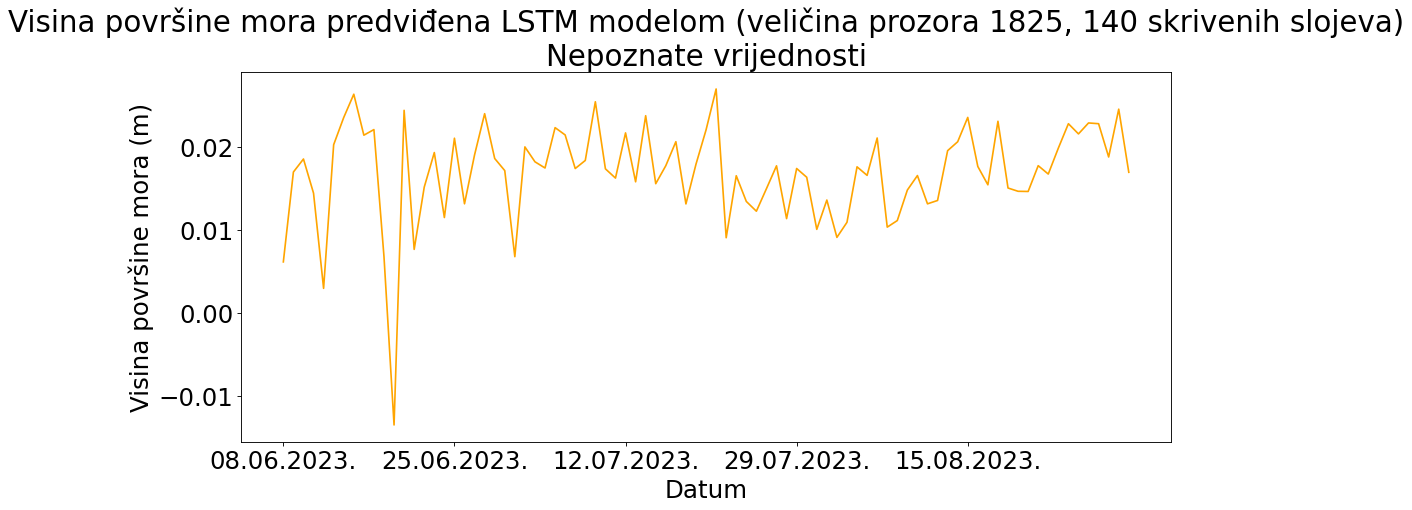 Visina površine mora predviđena LSTM modelom (veličina prozora 1825, 140 skrivenih slojeva)
Nepoznate vrijednosti
Visina površine mora (m)
0.02
0.01
0.00
−0.01
08.06.2023.
25.06.2023.
12.07.2023.
29.07.2023.
15.08.2023.
Datum